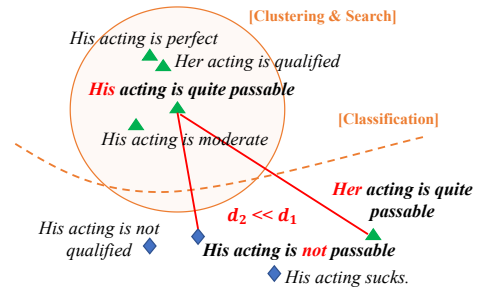 [Clustering & Search]
His acting is perfect
Her acting is qualified
His acting is quite passable
[Classification]
His acting is moderate
Her acting is quite
passable
d₂ << d₁
His acting is not
qualified
His acting is not passable
His acting sucks.